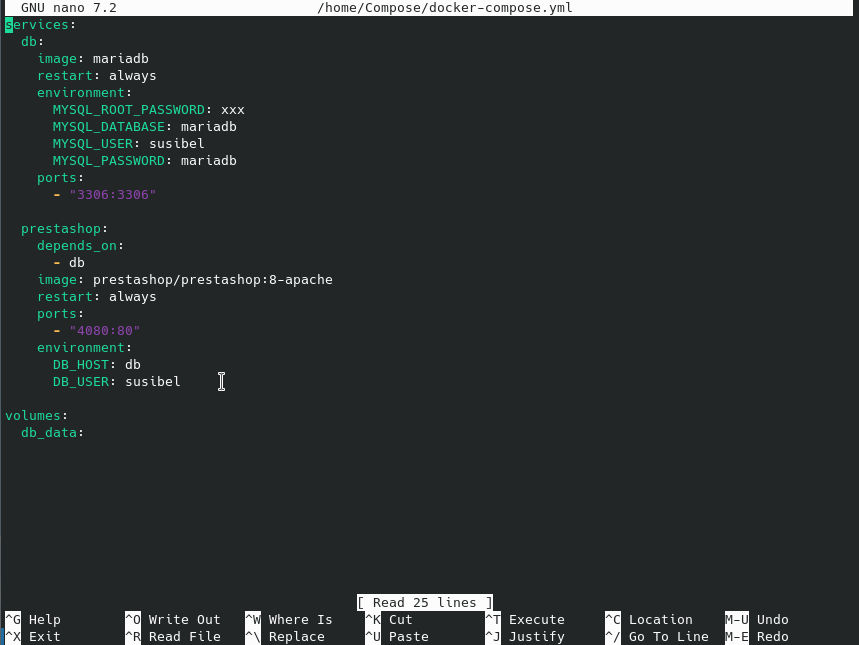 GNU nano 7.2 /home/Compose/docker-compose.yml
services:
  db:
    image: mariadb
    restart: always
    environment:
      MYSQL_ROOT_PASSWORD: xxx
      MYSQL_DATABASE: mariadb
      MYSQL_USER: susibel
      MYSQL_PASSWORD: mariadb
    ports:
      - "3306:3306"

  prestashop:
    depends_on:
      - db
    image: prestashop/prestashop:8-apache
    restart: always
    ports:
      - "4080:80"
    environment:
      DB_HOST: db
      DB_USER: susibel

volumes:
  db_data:
[ Read 25 lines ]
^G Help ^O Write Out ^W Where Is ^K Cut ^T Execute ^C Location M-U Undo
^X Exit ^R Read File ^\ Replace ^U Paste ^J Justify ^/ Go To Line M-E Redo